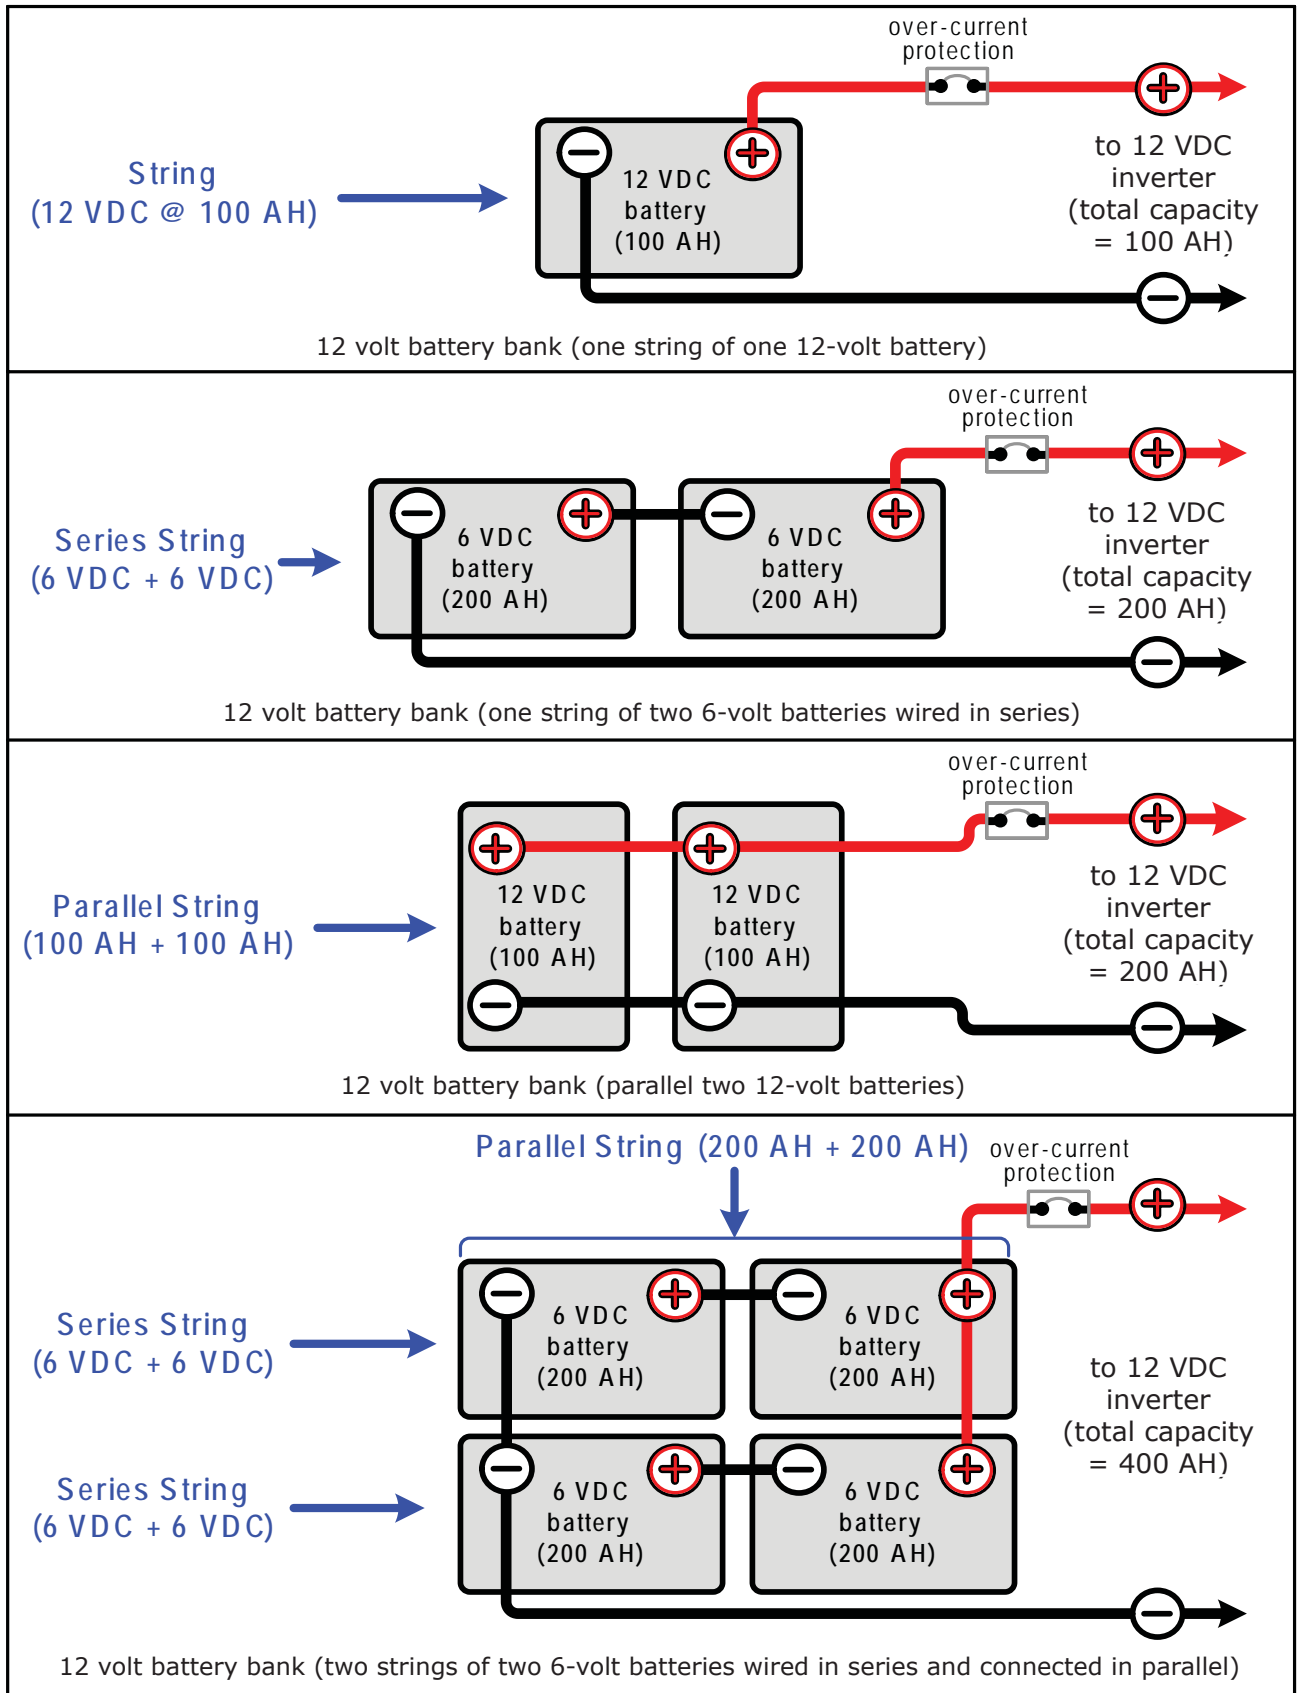 over-current
protection
String
(12 VDC @ 100 AH)
12 VDC
battery
(100 AH)
to 12 VDC
inverter
(total capacity
= 100 AH)
12 volt battery bank (one string of one 12-volt battery)
over-current
protection
Series String
(6 VDC + 6 VDC)
6 VDC
battery
(200 AH)
6 VDC
battery
(200 AH)
to 12 VDC
inverter
(total capacity
= 200 AH)
12 volt battery bank (one string of two 6-volt batteries wired in series)
over-current
protection
Parallel String
(100 AH + 100 AH)
12 VDC
battery
(100 AH)
12 VDC
battery
(100 AH)
to 12 VDC
inverter
(total capacity
= 200 AH)
12 volt battery bank (parallel two 12-volt batteries)
Parallel String (200 AH + 200 AH)
over-current
protection
Series String
(6 VDC + 6 VDC)
6 VDC
battery
(200 AH)
6 VDC
battery
(200 AH)
to 12 VDC
inverter
(total capacity
= 400 AH)
Series String
(6 VDC + 6 VDC)
6 VDC
battery
(200 AH)
6 VDC
battery
(200 AH)
12 volt battery bank (two strings of two 6-volt batteries wired in series and connected in parallel)